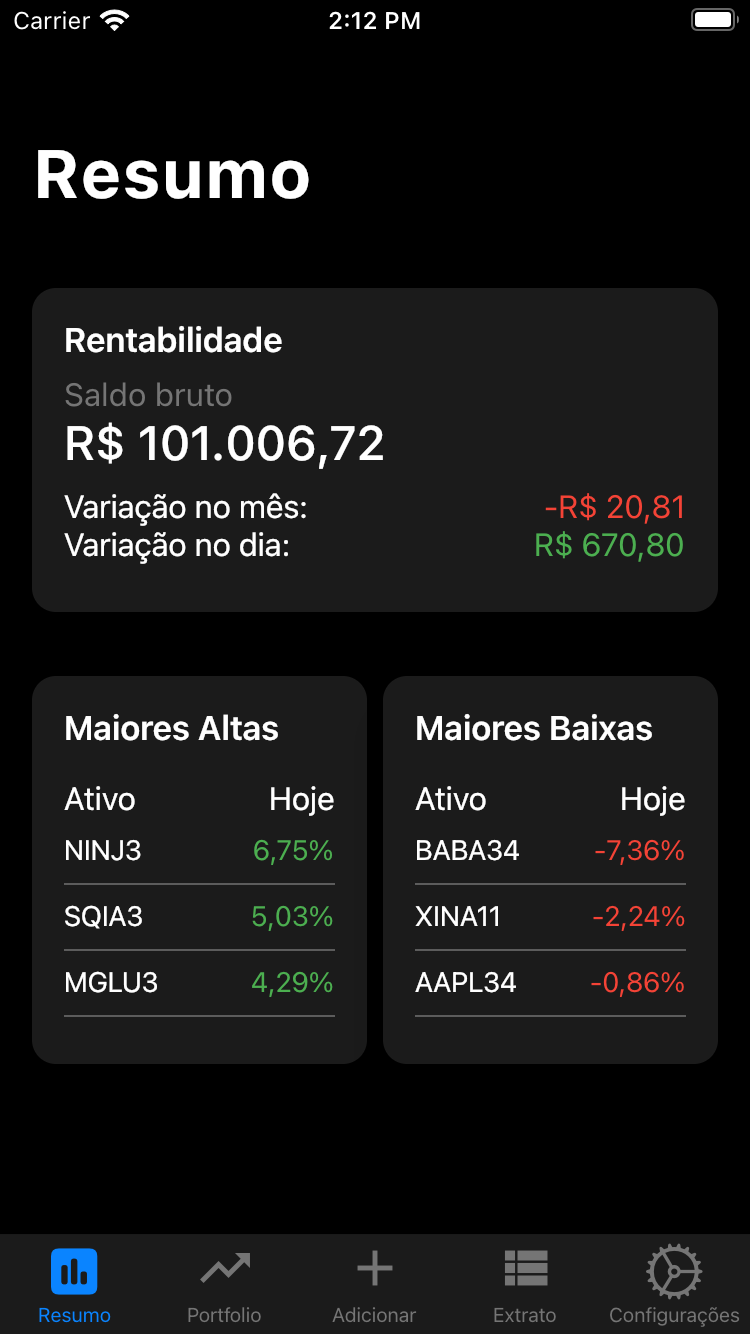 Carrier 2:12 PM
Resumo
Rentabilidade
Saldo bruto
R$ 101.006,72
Variação no mês: -R$ 20,81
Variação no dia: R$ 670,80
Maiores Altas
Ativo Hoje
NINJ3 6,75%
SQIA3 5,03%
MGLU3 4,29%
Maiores Baixas
Ativo Hoje
BABA34 -7,36%
XINA11 -2,24%
AAPL34 -0,86%
Resumo Portfolio Adicionar Extrato Configurações